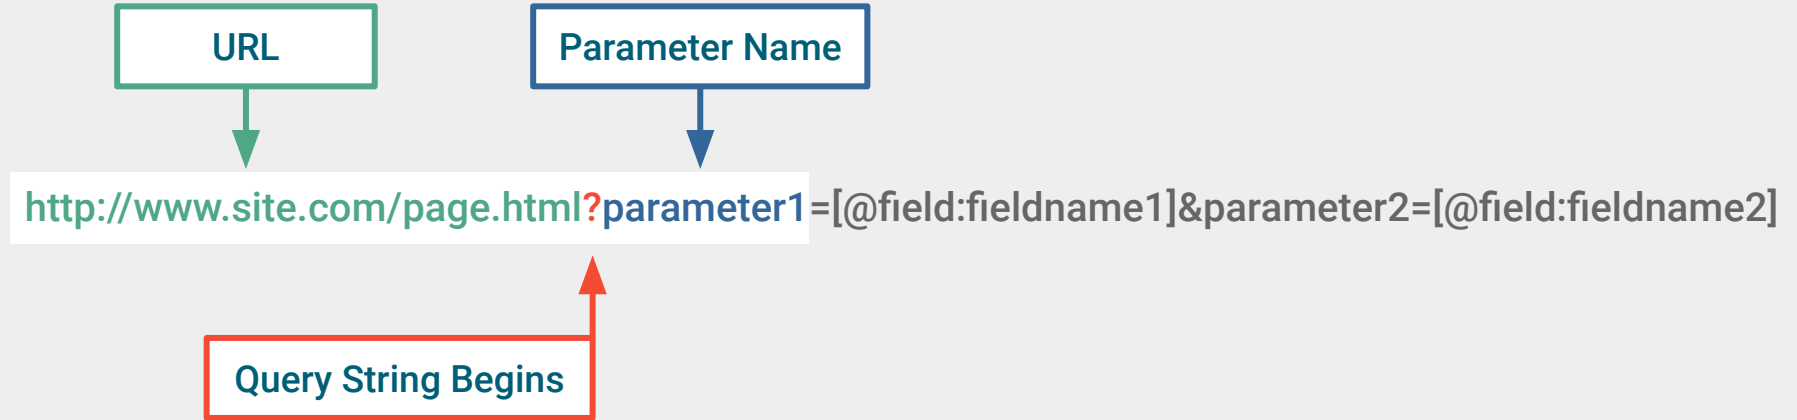 URL
Parameter Name
http://www.site.com/page.html?parameter1=[@field:fieldname1]&parameter2=[@field:fieldname2]
Query String Begins